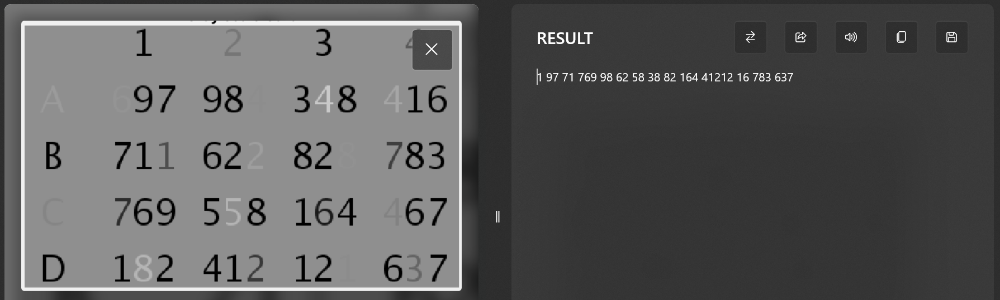 1 2 3 4
A 697 984 348 416
B 711 622 828 783
C 769 558 164 467
D 182 412 121 637
RESULT
1 97 71 769 98 62 58 38 82 164 41212 16 783 637